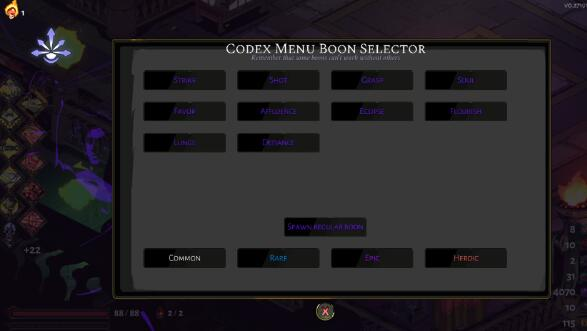 1
V0.3710
CODEX MENU BOON SELECTOR
Remember that some boons can't work without others
STRIKE SHOT GRASP SOUL
FAVOR AFFLUENCE ECLIPSE FLOURISH
LUNGE DEFIANCE
SPAWN REGULAR BOON
COMMON RARE EPIC HEROIC
+22
8
10
2
31
4070
10
115
88 / 88 2 / 2
X